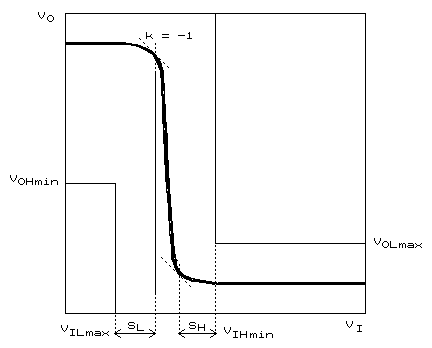 VO
k = -1
VOHmin
VOLmax
VILmax
SL
SH
VIHmin
VI